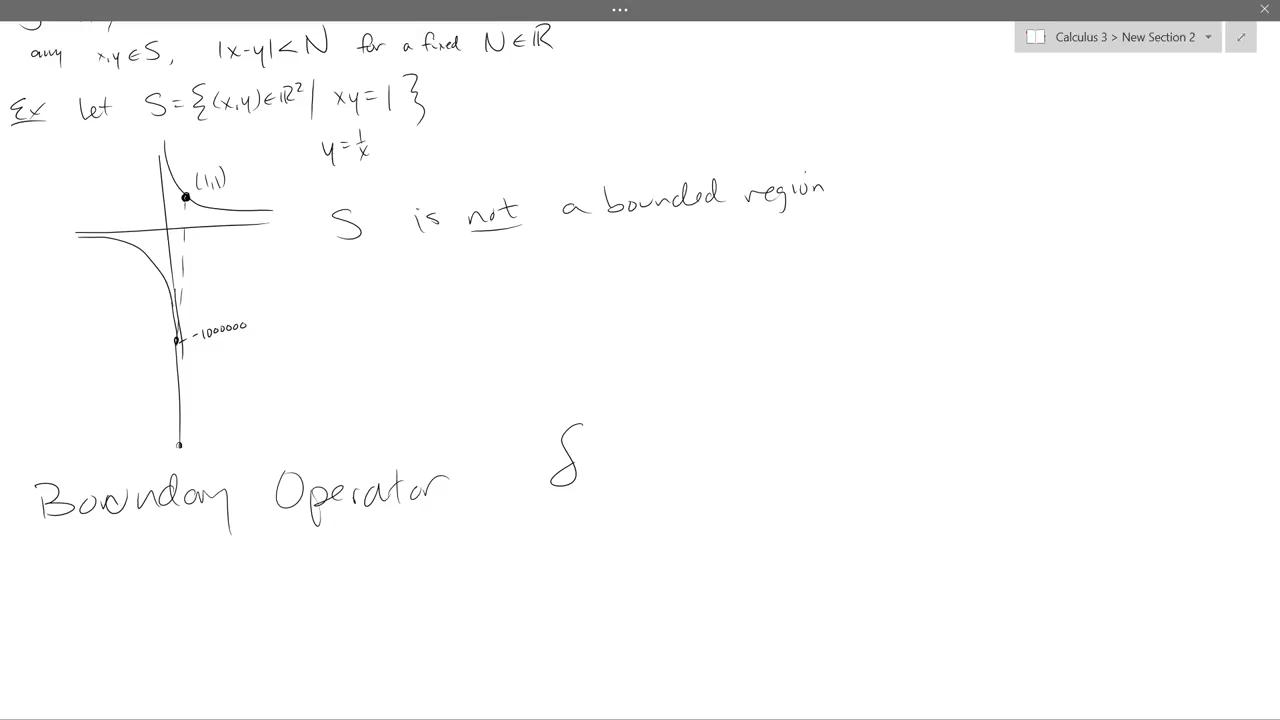 any x,y ∈ S, |x-y| < N for a fixed N ∈ ℝ
Calculus 3 > New Section 2
Ex Let S = {(x,y) ∈ ℝ² | xy = 1}
y = 1/x
(1,1)
S is not a bounded region
-1000000
Boundary Operator δ